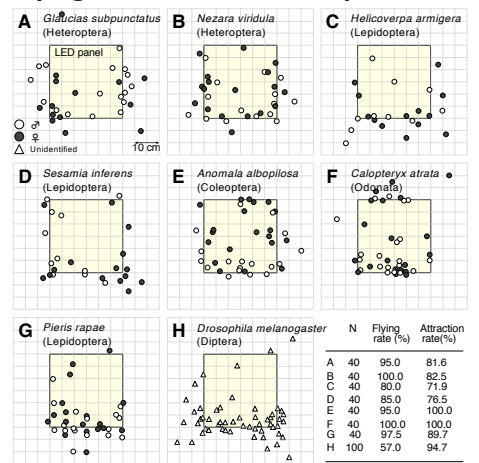 A Glaucias subpunctatus
(Heteroptera)
LED panel
♂
♀
Unidentified
10 cm
B Nezara viridula
(Heteroptera)
C Helicoverpa armigera
(Lepidoptera)
D Sesamia inferens
(Lepidoptera)
E Anomala albopilosa
(Coleoptera)
F Calopteryx atrata
(Odonata)
G Pieris rapae
(Lepidoptera)
H Drosophila melanogaster
(Diptera)
N Flying rate (%) Attraction rate(%)
A 40 95.0 81.6
B 40 100.0 82.5
C 40 80.0 71.9
D 40 85.0 76.5
E 40 95.0 100.0
F 40 100.0 100.0
G 40 97.5 89.7
H 100 57.0 94.7